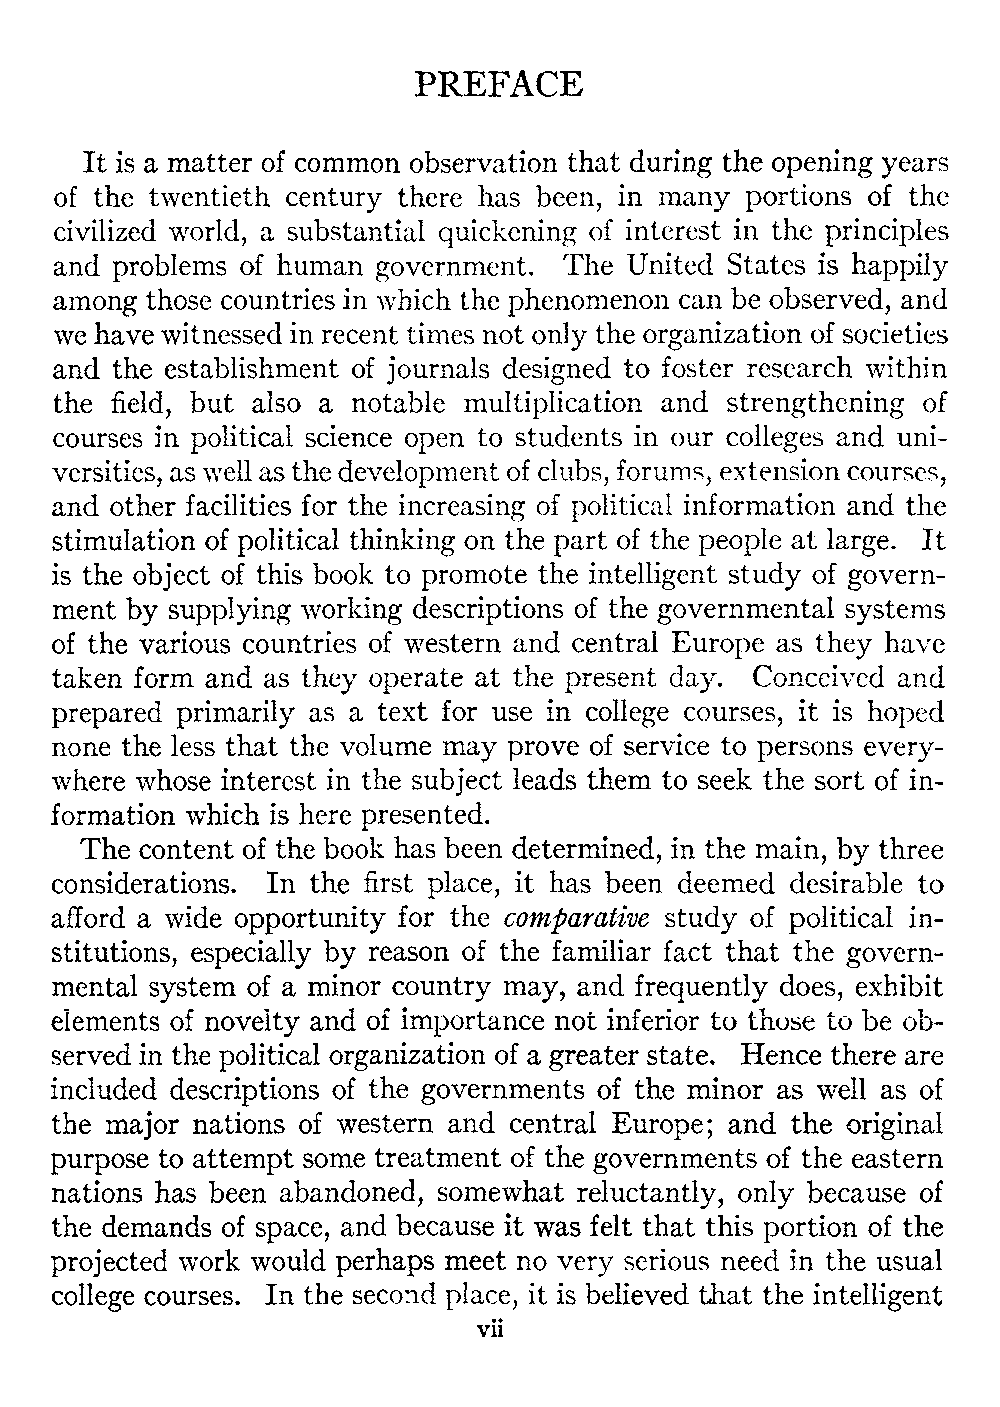 PREFACE
It is a matter of common observation that during the opening years
of the twentieth century there has been, in many portions of the
civilized world, a substantial quickening of interest in the principles
and problems of human government. The United States is happily
among those countries in which the phenomenon can be observed, and
we have witnessed in recent times not only the organization of societies
and the establishment of journals designed to foster research within
the field, but also a notable multiplication and strengthening of
courses in political science open to students in our colleges and uni-
versities, as well as the development of clubs, forums, extension courses,
and other facilities for the increasing of political information and the
stimulation of political thinking on the part of the people at large. It
is the object of this book to promote the intelligent study of govern-
ment by supplying working descriptions of the governmental systems
of the various countries of western and central Europe as they have
taken form and as they operate at the present day. Conceived and
prepared primarily as a text for use in college courses, it is hoped
none the less that the volume may prove of service to persons every-
where whose interest in the subject leads them to seek the sort of in-
formation which is here presented.
The content of the book has been determined, in the main, by three
considerations. In the first place, it has been deemed desirable to
afford a wide opportunity for the comparative study of political in-
stitutions, especially by reason of the familiar fact that the govern-
mental system of a minor country may, and frequently does, exhibit
elements of novelty and of importance not inferior to those to be ob-
served in the political organization of a greater state. Hence there are
included descriptions of the governments of the minor as well as of
the major nations of western and central Europe; and the original
purpose to attempt some treatment of the governments of the eastern
nations has been abandoned, somewhat reluctantly, only because of
the demands of space, and because it was felt that this portion of the
projected work would perhaps meet no very serious need in the usual
college courses. In the second place, it is believed that the intelligent
vii